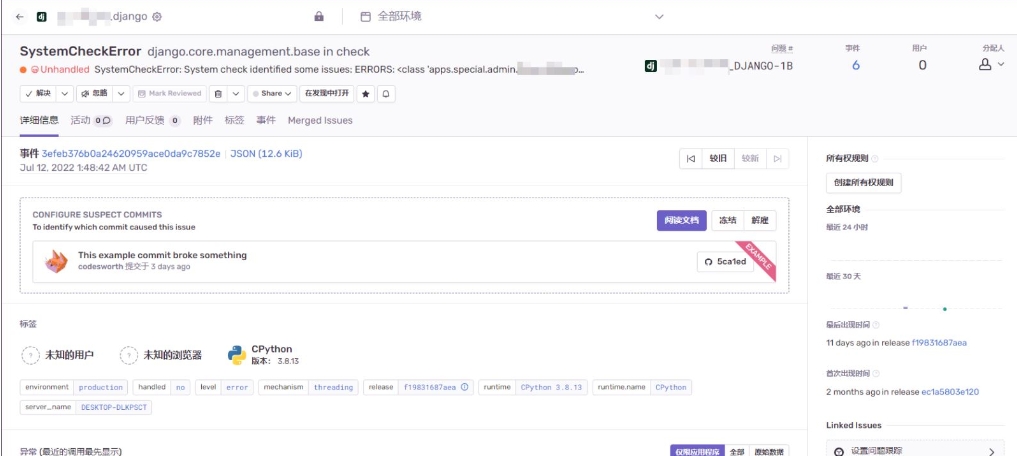 django
全部环境
SystemCheckError django.core.management.base in check
Unhandled SystemCheckError: System check identified some issues: ERRORS: <class 'apps.special.admin.
p...
问题 # 事件 用户 分配人
_DJANGO-1B 6 0
解决 忽略 Mark Reviewed Share 在发现中打开
详细信息 活动 0 用户反馈 0 附件 标签 事件 Merged Issues
事件 3efeb376b0a24620959ace0da9c7852e JSON (12.6 KiB)
Jul 12, 2022 1:48:42 AM UTC
较旧 较新
所有权规则
创建所有权规则
CONFIGURE SUSPECT COMMITS
To identify which commit caused this issue
阅读文档 冻结 解雇
This example commit broke something
codesworth 提交于 3 days ago
5ca1ed
EXAMPLE
全部环境
最近 24 小时
最近 30 天
最后出现时间
11 days ago in release f19831687aea
首次出现时间
2 months ago in release ec1a5803e120
Linked Issues
设置问题跟踪
标签
未知的用户 未知的浏览器 CPython
版本: 3.8.13
environment production handled no level error mechanism threading release f19831687aea runtime CPython 3.8.13 runtime.name CPython
server_name DESKTOP-DLKPSCT
异常 (最近的调用最先显示)
仅限应用程序 全部 原始数据